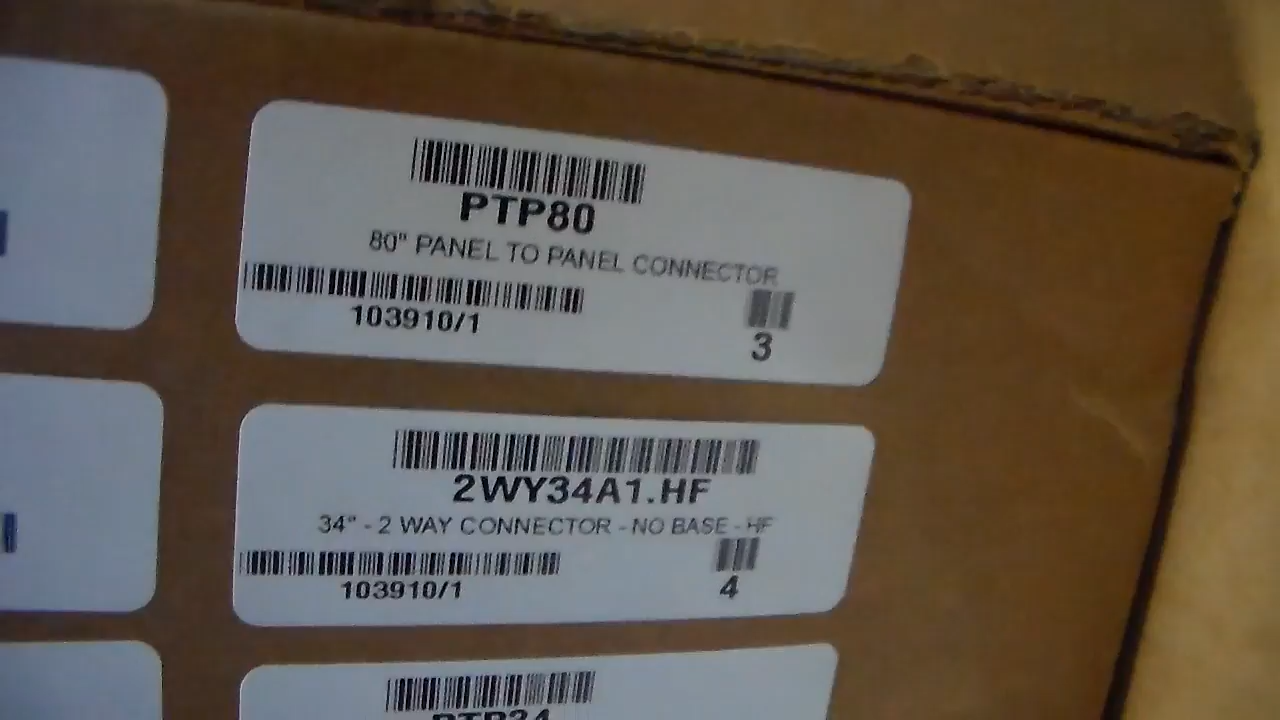 PTP80
80" PANEL TO PANEL CONNECTOR
103910/1
3
2WY34A1.HF
34" - 2 WAY CONNECTOR - NO BASE - HF
103910/1
4
PTP34